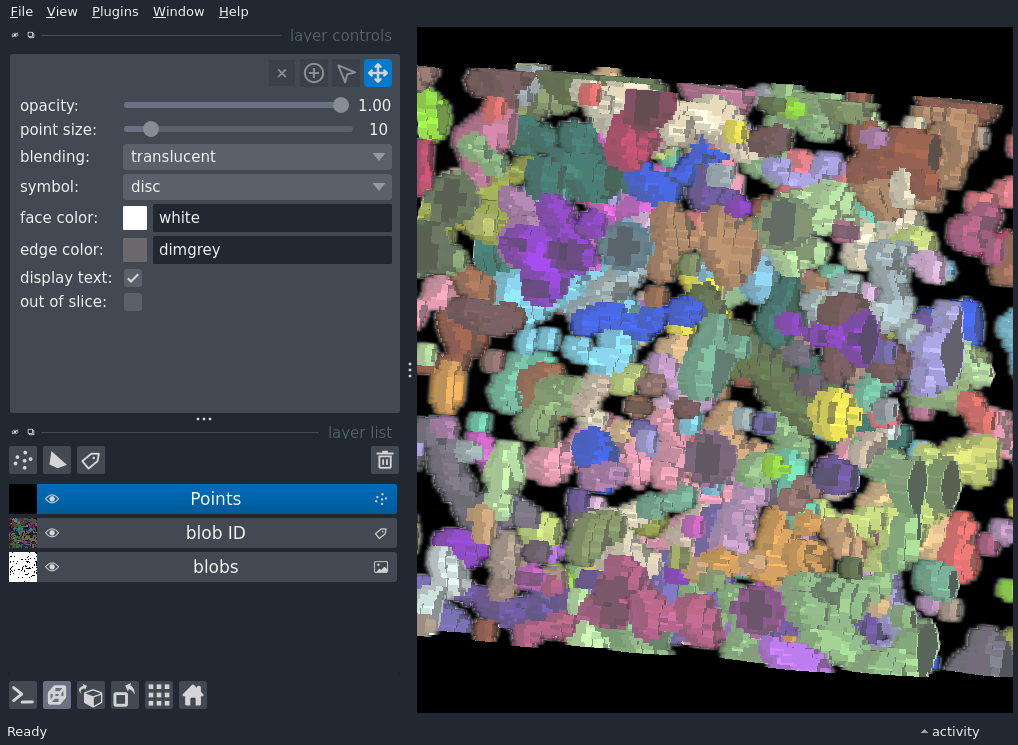 File View Plugins Window Help
layer controls
opacity: 1.00
point size: 10
blending: translucent
symbol: disc
face color: white
edge color: dimgrey
display text:
out of slice:
layer list
Points
blob ID
blobs
Ready activity